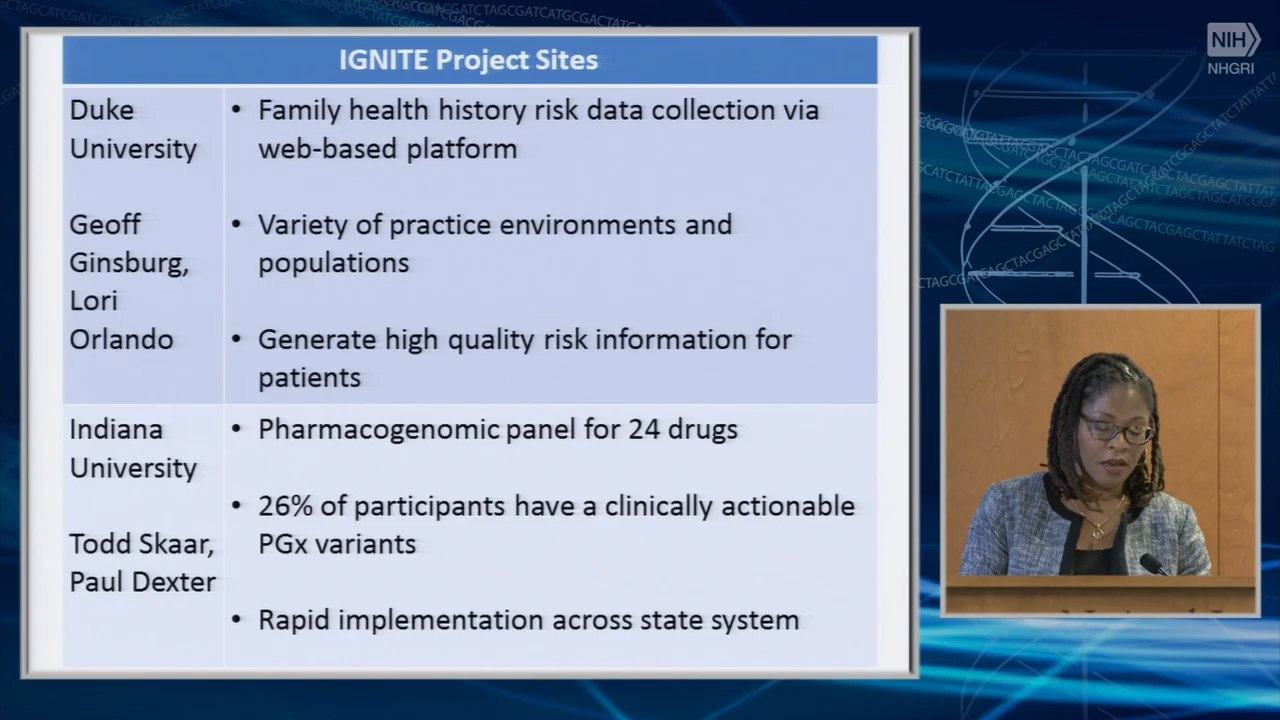 IGNITE Project Sites
Duke
University
• Family health history risk data collection via
web-based platform
Geoff
Ginsburg,
Lori
Orlando
• Variety of practice environments and
populations
• Generate high quality risk information for
patients
Indiana
University
• Pharmacogenomic panel for 24 drugs
Todd Skaar,
Paul Dexter
• 26% of participants have a clinically actionable
PGx variants
• Rapid implementation across state system
NIH
NHGRI